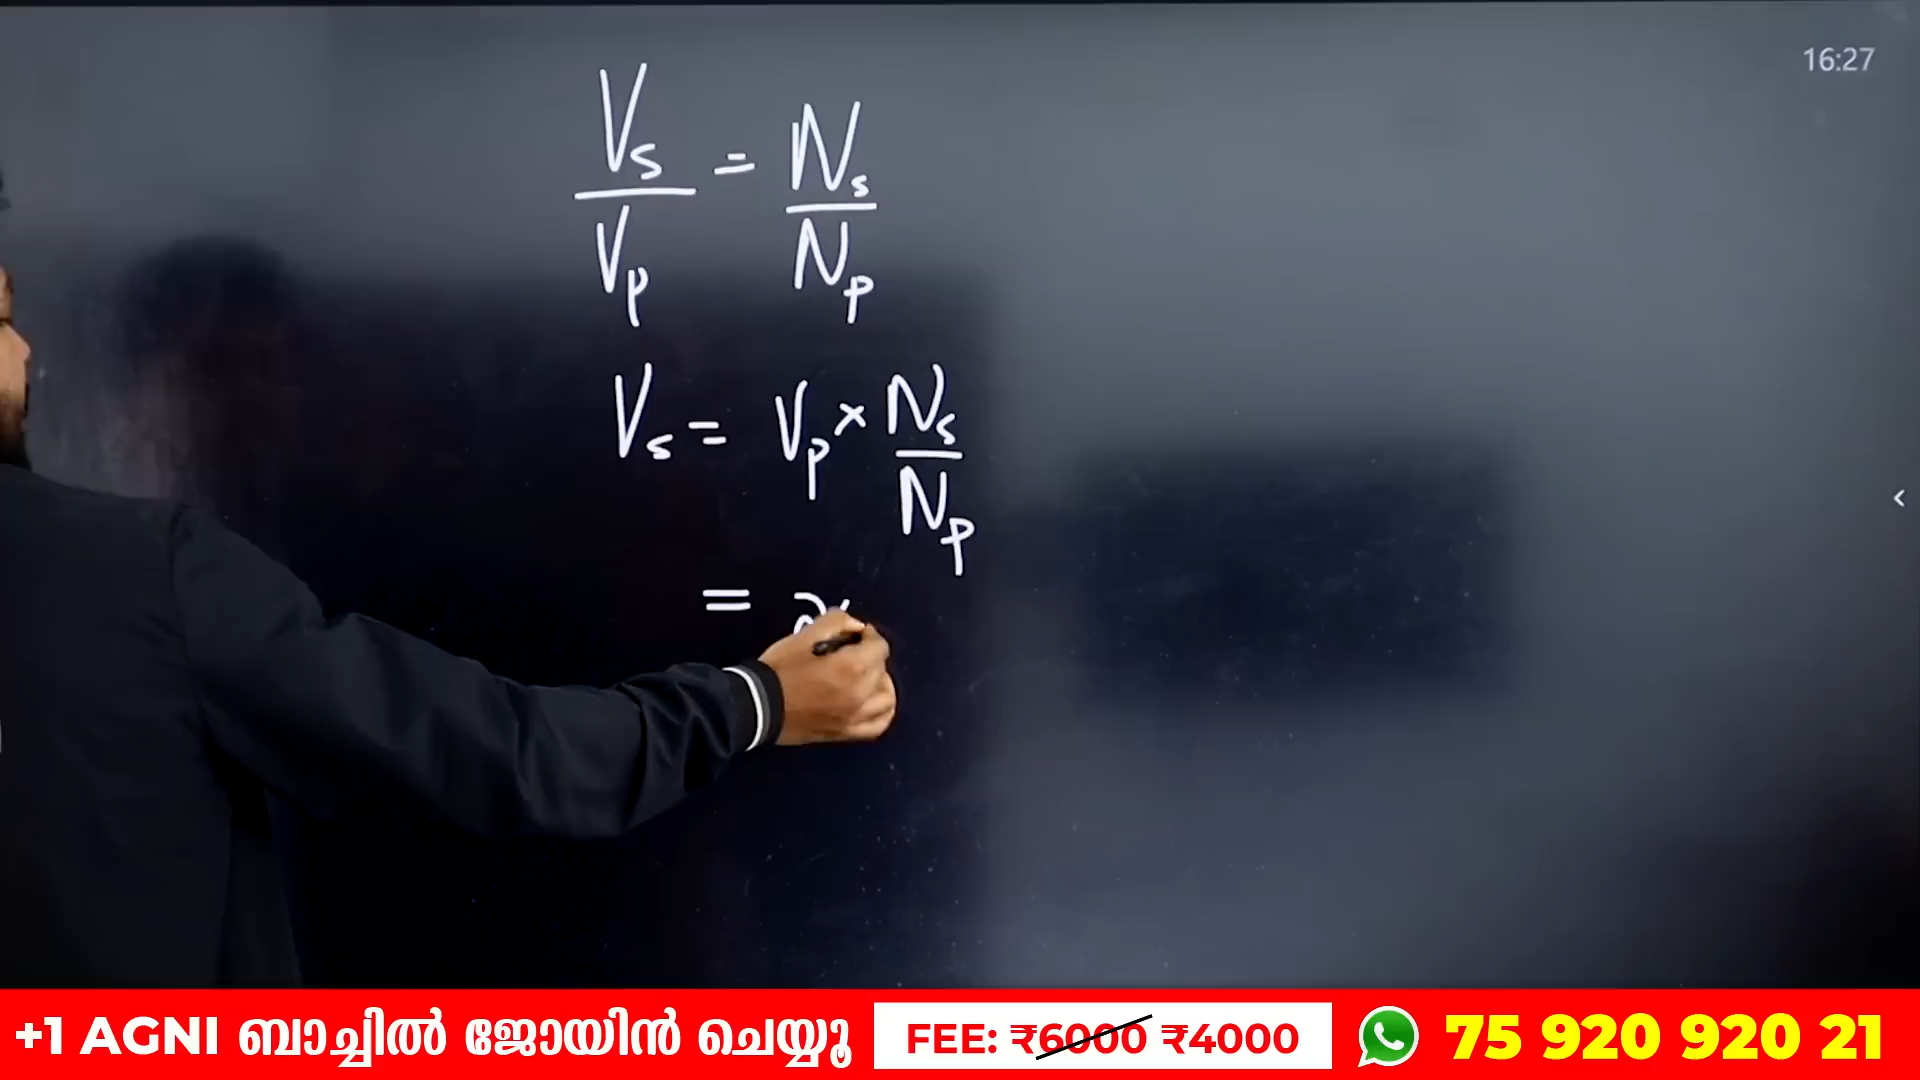 16:27
Vs/Vp = Ns/Np
Vs = Vp × Ns/Np
= 2
+1 AGNI ബാച്ചിൽ ജോയിൻ ചെയ്യൂ
FEE: ₹6000 ₹4000
75 920 920 21